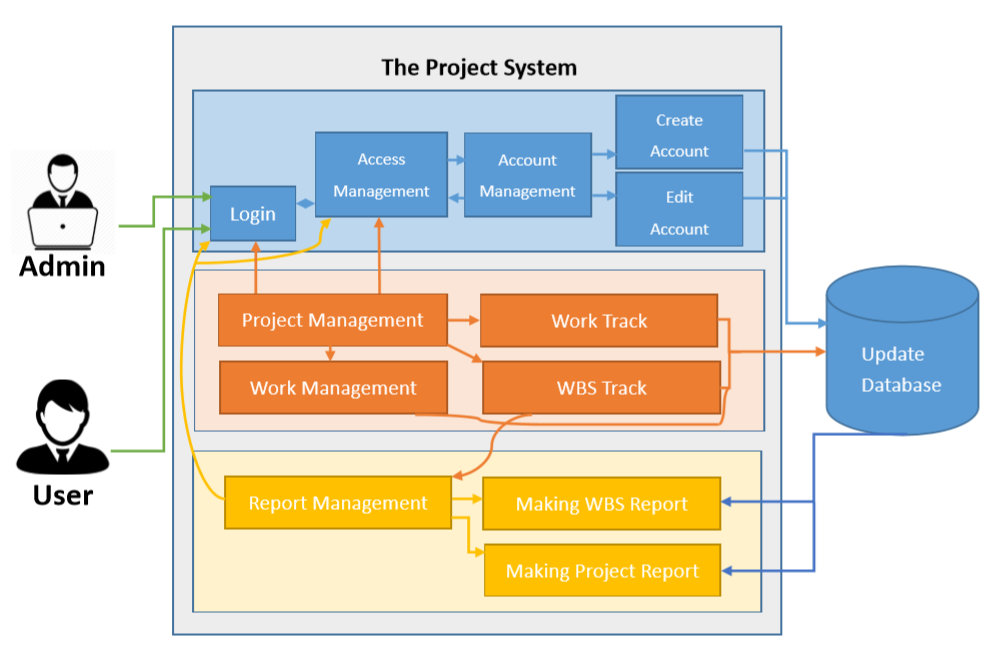 The Project System
Create
Account
Access
Management
Account
Management
Edit
Account
Login
Admin
Project Management
Work Track
Work Management
WBS Track
Update
Database
User
Report Management
Making WBS Report
Making Project Report